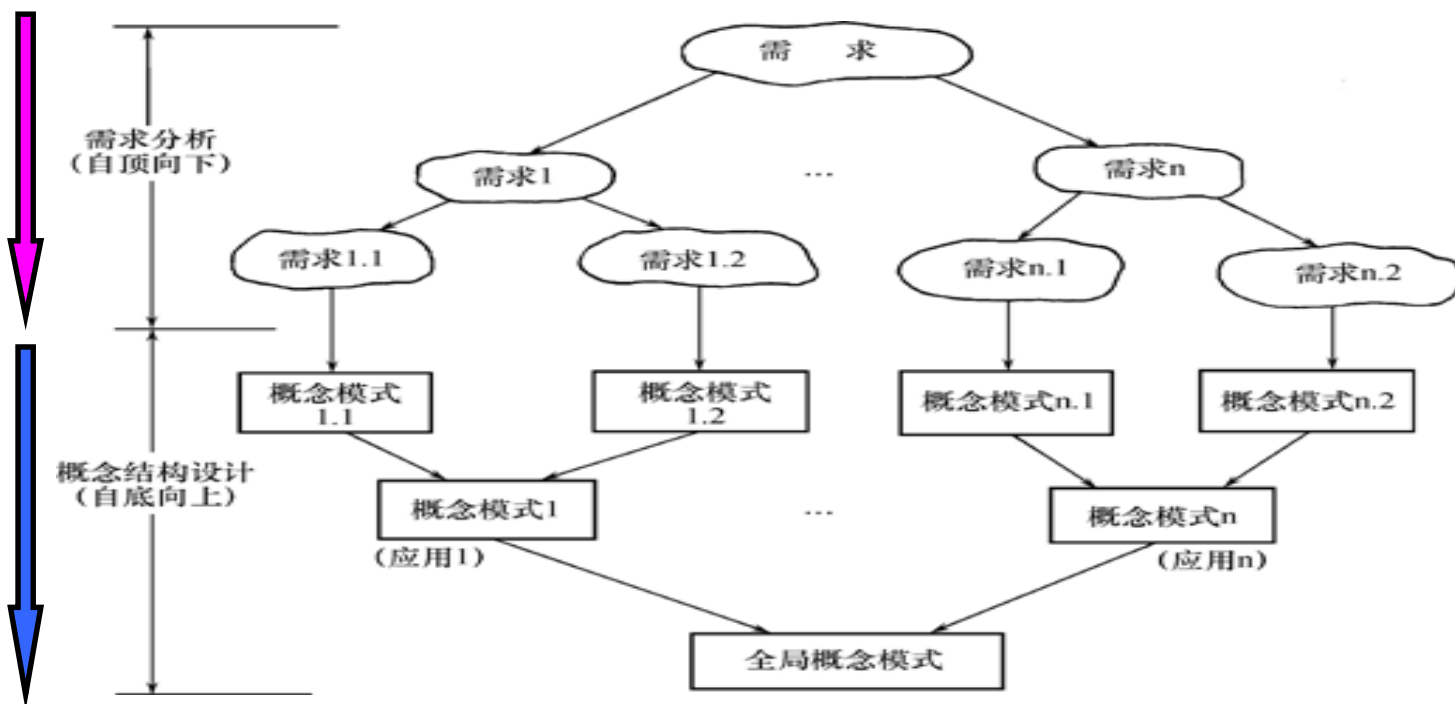 需 求
需求分析
(自顶向下)
需求1
…
需求n
需求1.1
需求1.2
需求n.1
需求n.2
概念模式
1.1
概念模式
1.2
概念模式n.1
概念模式n.2
概念结构设计
(自底向上)
概念模式1
…
概念模式n
(应用1)
(应用n)
全局概念模式